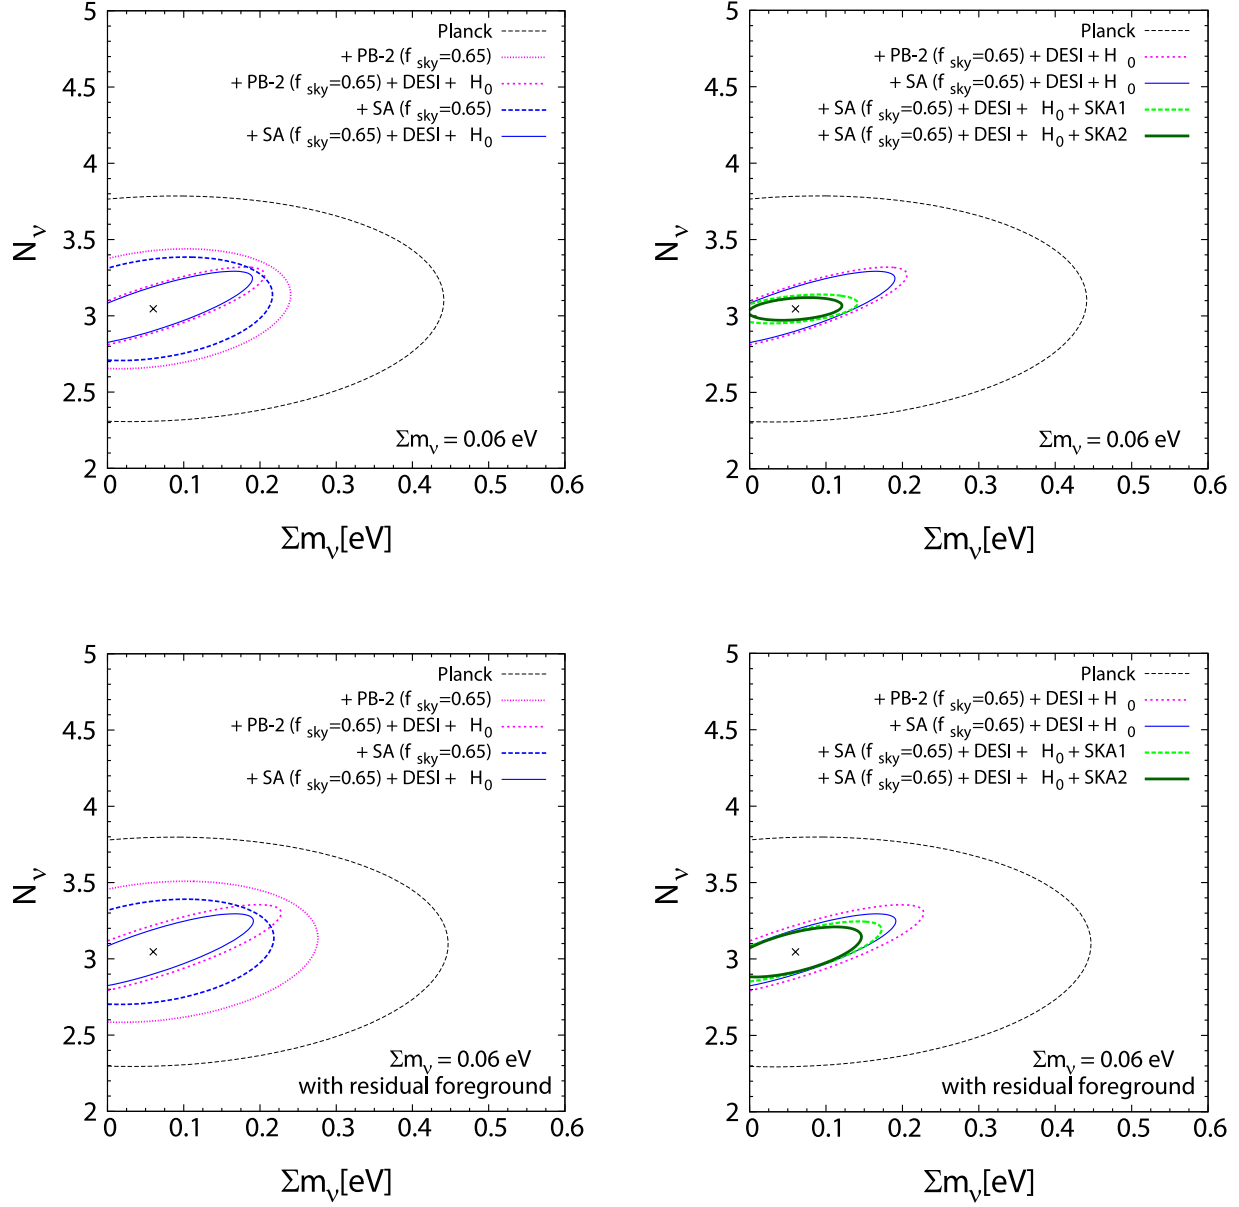 Planck
+ PB-2 (f sky=0.65)
+ PB-2 (f sky=0.65) + DESI + H0
+ SA (f sky=0.65)
+ SA (f sky=0.65) + DESI + H0
5
4.5
4
3.5
3
2.5
2
Nν
Σmν = 0.06 eV
0 0.1 0.2 0.3 0.4 0.5 0.6
Σmν[eV]
Planck
+ PB-2 (f sky=0.65) + DESI + H 0
+ SA (f sky=0.65) + DESI + H 0
+ SA (f sky=0.65) + DESI + H0 + SKA1
+ SA (f sky=0.65) + DESI + H0 + SKA2
5
4.5
4
3.5
3
2.5
2
Nν
Σmν = 0.06 eV
0 0.1 0.2 0.3 0.4 0.5 0.6
Σmν[eV]
Planck
+ PB-2 (f sky=0.65)
+ PB-2 (f sky=0.65) + DESI + H0
+ SA (f sky=0.65)
+ SA (f sky=0.65) + DESI + H0
5
4.5
4
3.5
3
2.5
2
Nν
Σmν = 0.06 eV
with residual foreground
0 0.1 0.2 0.3 0.4 0.5 0.6
Σmν[eV]
Planck
+ PB-2 (f sky=0.65) + DESI + H 0
+ SA (f sky=0.65) + DESI + H 0
+ SA (f sky=0.65) + DESI + H0 + SKA1
+ SA (f sky=0.65) + DESI + H0 + SKA2
5
4.5
4
3.5
3
2.5
2
Nν
Σmν = 0.06 eV
with residual foreground
0 0.1 0.2 0.3 0.4 0.5 0.6
Σmν[eV]